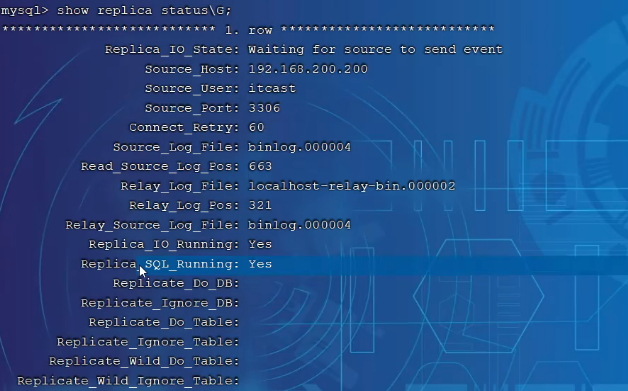 mysql> show replica status\G;
*************************** 1. row ***************************
Replica_IO_State: Waiting for source to send event
Source_Host: 192.168.200.200
Source_User: itcast
Source_Port: 3306
Connect_Retry: 60
Source_Log_File: binlog.000004
Read_Source_Log_Pos: 663
Relay_Log_File: localhost-relay-bin.000002
Relay_Log_Pos: 321
Relay_Source_Log_File: binlog.000004
Replica_IO_Running: Yes
Replica_SQL_Running: Yes
Replicate_Do_DB:
Replicate_Ignore_DB:
Replicate_Do_Table:
Replicate_Ignore_Table:
Replicate_Wild_Do_Table:
Replicate_Wild_Ignore_Table: